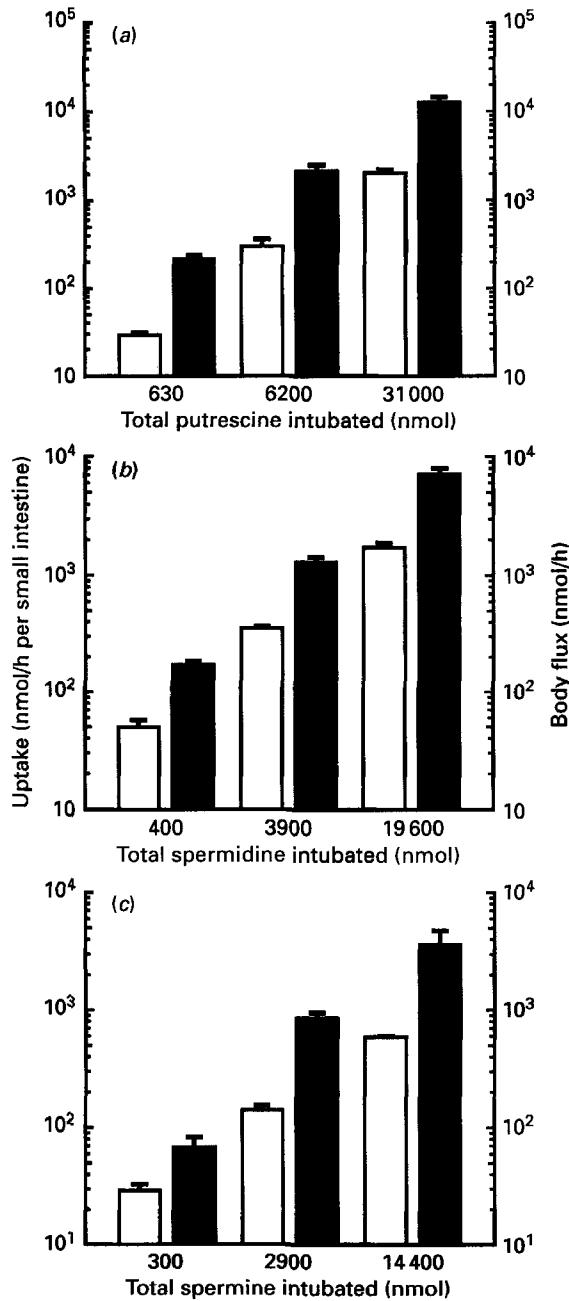 (a)
10⁵
10⁴
10³
10²
10
10⁵
10⁴
10³
10²
10
630 6200 31 000
Total putrescine intubated (nmol)
Uptake (nmol/h per small intestine)
Body flux (nmol/h)
(b)
10⁴
10³
10²
10
10⁴
10³
10²
10
400 3900 19 600
Total spermidine intubated (nmol)
(c)
10⁴
10³
10²
10¹
10⁴
10³
10²
10¹
300 2900 14 400
Total spermine intubated (nmol)